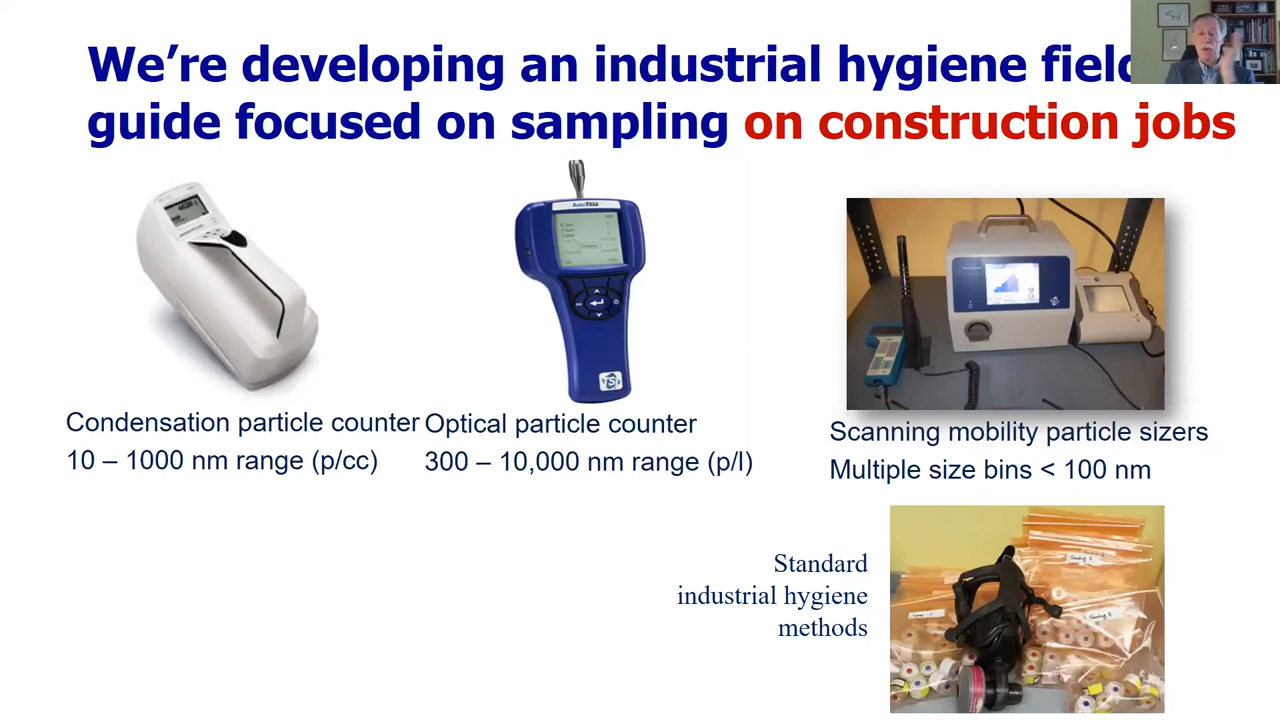 We're developing an industrial hygiene field
guide focused on sampling on construction jobs
AeroTrak
TSI
Condensation particle counter
10 – 1000 nm range (p/cc)
Optical particle counter
300 – 10,000 nm range (p/l)
Scanning mobility particle sizers
Multiple size bins < 100 nm
Standard
industrial hygiene
methods